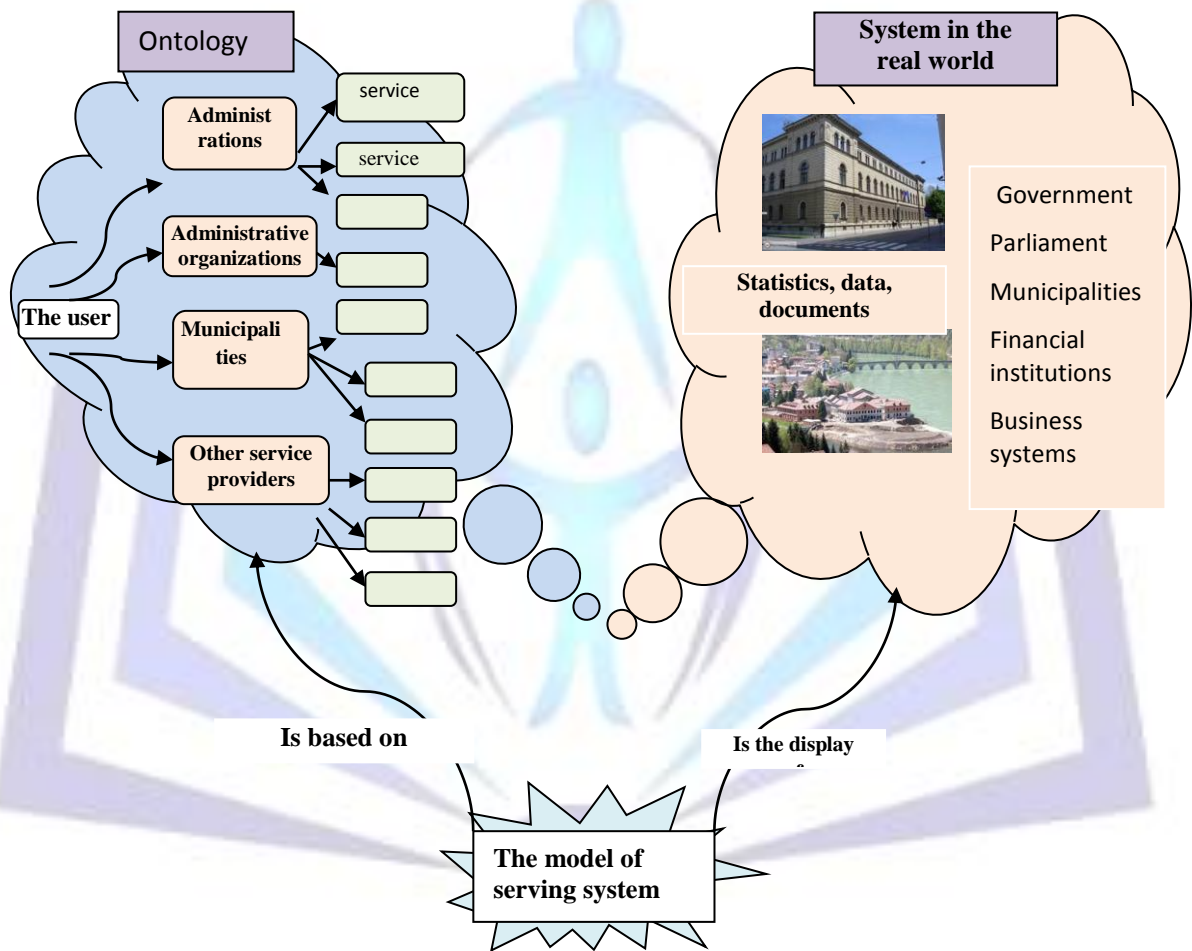 Ontology
System in the
real world
service
Administ
rations
service
Government
Administrative
organizations
Parliament
Statistics, data,
documents
Municipalities
The user
Municipali
ties
Financial
institutions
Business
systems
Other service
providers
Is based on
Is the display
The model of
serving system